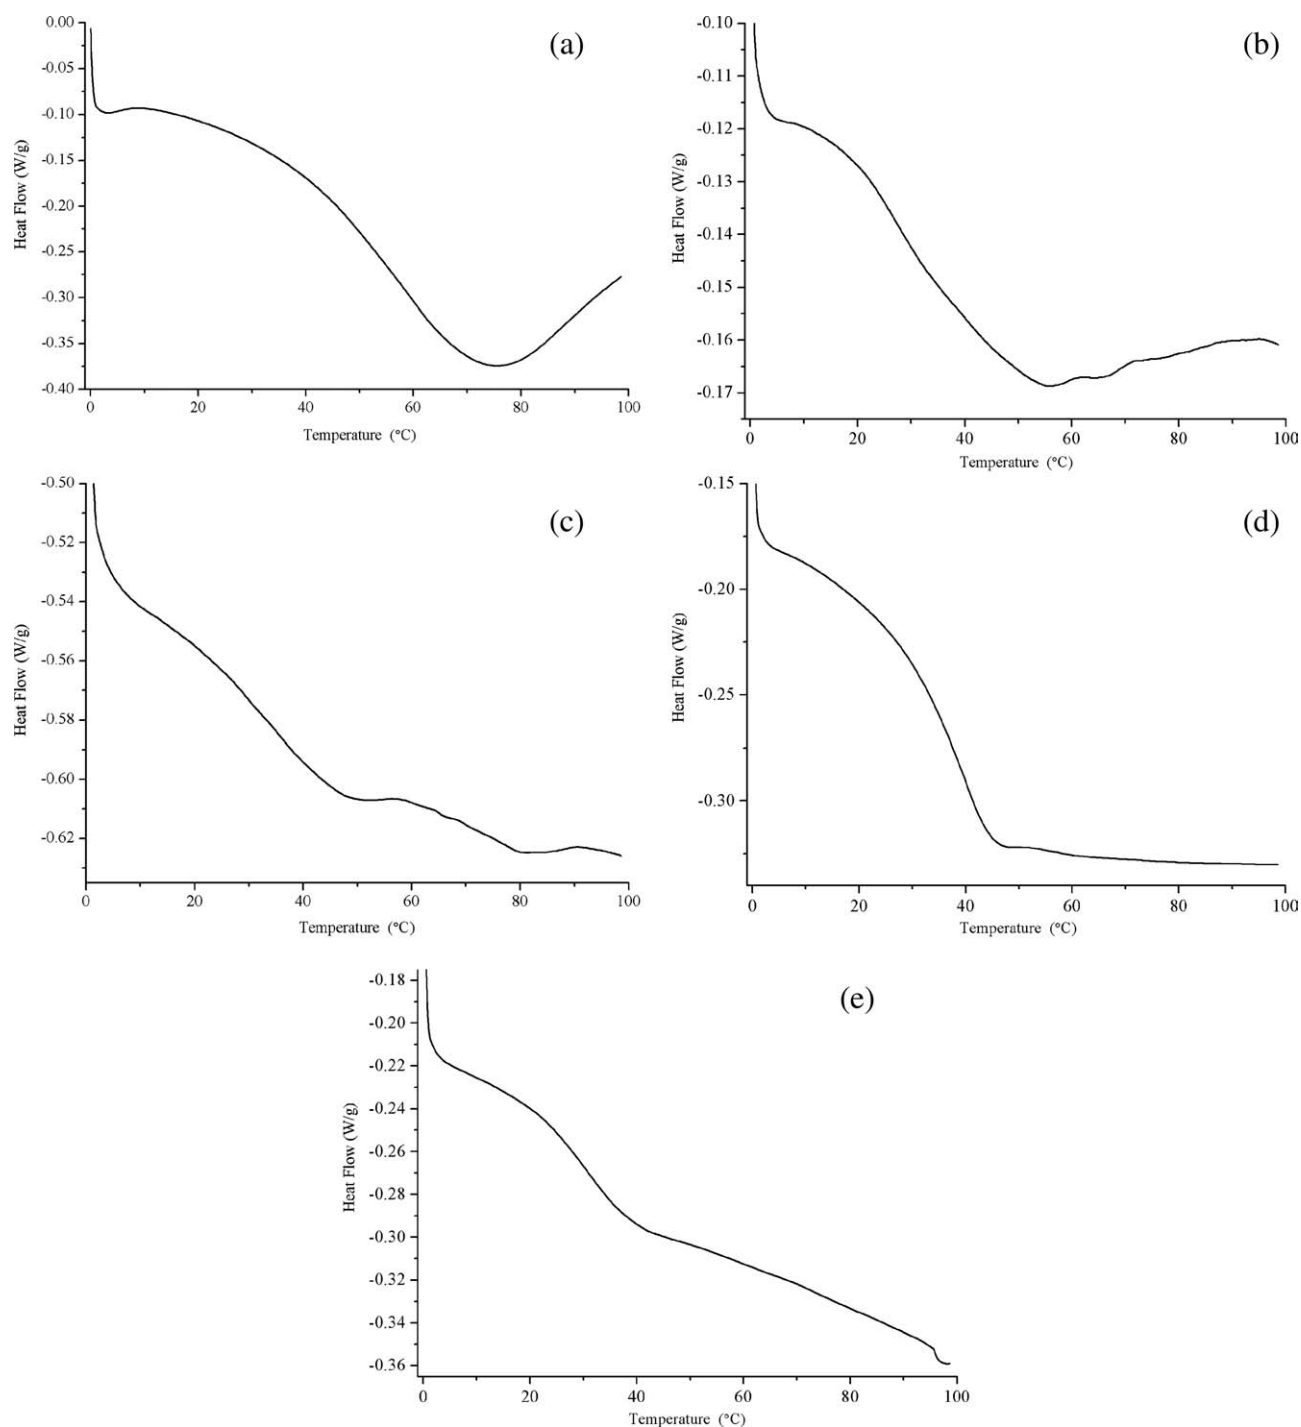 (a)
Heat Flow (W/g)
0.00
-0.05
-0.10
-0.15
-0.20
-0.25
-0.30
-0.35
-0.40
0 20 40 60 80 100
Temperature (°C)
(b)
Heat Flow (W/g)
-0.10
-0.11
-0.12
-0.13
-0.14
-0.15
-0.16
-0.17
0 20 40 60 80 100
Temperature (°C)
(c)
Heat Flow (W/g)
-0.50
-0.52
-0.54
-0.56
-0.58
-0.60
-0.62
0 20 40 60 80 100
Temperature (°C)
(d)
Heat Flow (W/g)
-0.15
-0.20
-0.25
-0.30
0 20 40 60 80 100
Temperature (°C)
(e)
Heat Flow (W/g)
-0.18
-0.20
-0.22
-0.24
-0.26
-0.28
-0.30
-0.32
-0.34
-0.36
0 20 40 60 80 100
Temperature (°C)